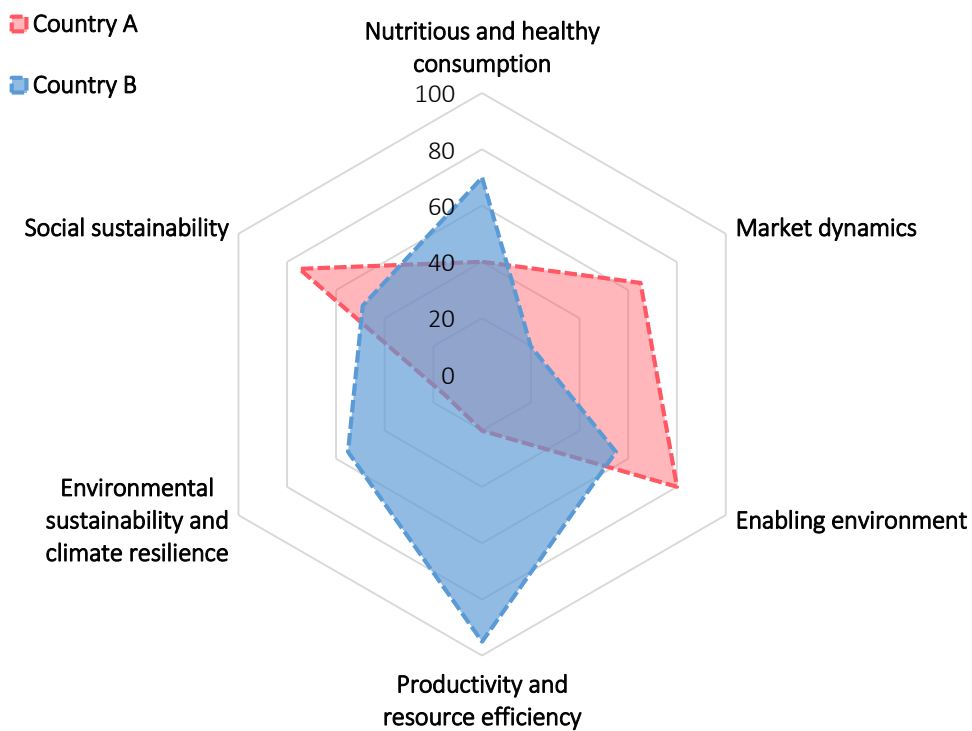 Country A
Country B
Nutritious and healthy
consumption
100
80
60
40
20
0
Social sustainability
Market dynamics
Environmental
sustainability and
climate resilience
Enabling environment
Productivity and
resource efficiency